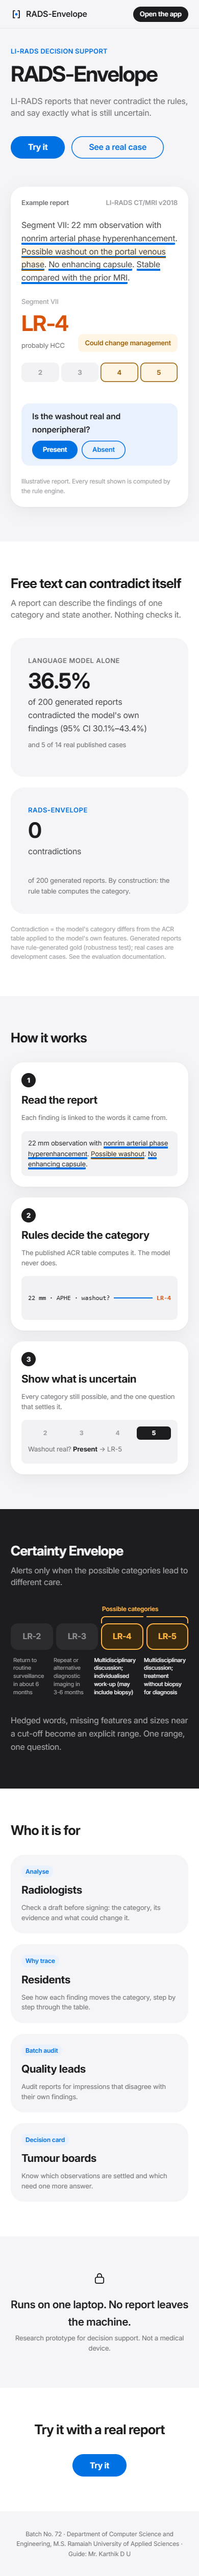 RADS-Envelope
Open the app
LI-RADS DECISION SUPPORT
RADS-Envelope
LI-RADS reports that never contradict the rules,
and say exactly what is still uncertain.
Try it
See a real case
Example report
LI-RADS CT/MRI v2018
Segment VII: 22 mm observation with
nonrim arterial phase hyperenhancement.
Possible washout on the portal venous
phase. No enhancing capsule. Stable
compared with the prior MRI.
Segment VII
LR-4
probably HCC
Could change management
2 3 4 5
Is the washout real and
nonperipheral?
Present
Absent
Illustrative report. Every result shown is computed by
the rule engine.
Free text can contradict itself
A report can describe the findings of one
category and state another. Nothing checks it.
LANGUAGE MODEL ALONE
36.5%
of 200 generated reports
contradicted the model's own
findings (95% CI 30.1%–43.4%)
and 5 of 14 real published cases
RADS-ENVELOPE
0
contradictions
of 200 generated reports. By construction: the
rule table computes the category.
Contradiction = the model's category differs from the ACR
table applied to the model's own features. Generated reports
have rule-generated gold (robustness test); real cases are
development cases. See the evaluation documentation.
How it works
1
Read the report
Each finding is linked to the words it came from.
22 mm observation with nonrim arterial phase
hyperenhancement. Possible washout. No
enhancing capsule.
2
Rules decide the category
The published ACR table computes it. The model
never does.
22 mm · APHE · washout? LR-4
3
Show what is uncertain
Every category still possible, and the one question
that settles it.
2 3 4 5
Washout real? Present → LR-5
Certainty Envelope
Alerts only when the possible categories lead to
different care.
Possible categories
LR-2 LR-3 LR-4 LR-5
Return to
routine
surveillance
in about 6
months
Repeat or
alternative
diagnostic
imaging in
3-6 months
Multidisciplinary
discussion;
individualised
work-up (may
include biopsy)
Multidisciplinary
discussion;
treatment
without biopsy
for diagnosis
Hedged words, missing features and sizes near
a cut-off become an explicit range. One range,
one question.
Who it is for
Analyse
Radiologists
Check a draft before signing: the category, its
evidence and what could change it.
Why trace
Residents
See how each finding moves the category, step by
step through the table.
Batch audit
Quality leads
Audit reports for impressions that disagree with
their own findings.
Decision card
Tumour boards
Know which observations are settled and which
need one more answer.
Runs on one laptop. No report leaves
the machine.
Research prototype for decision support. Not a medical
device.
Try it with a real report
Try it
Batch No. 72 · Department of Computer Science and
Engineering, M.S. Ramaiah University of Applied Sciences ·
Guide: Mr. Karthik D U